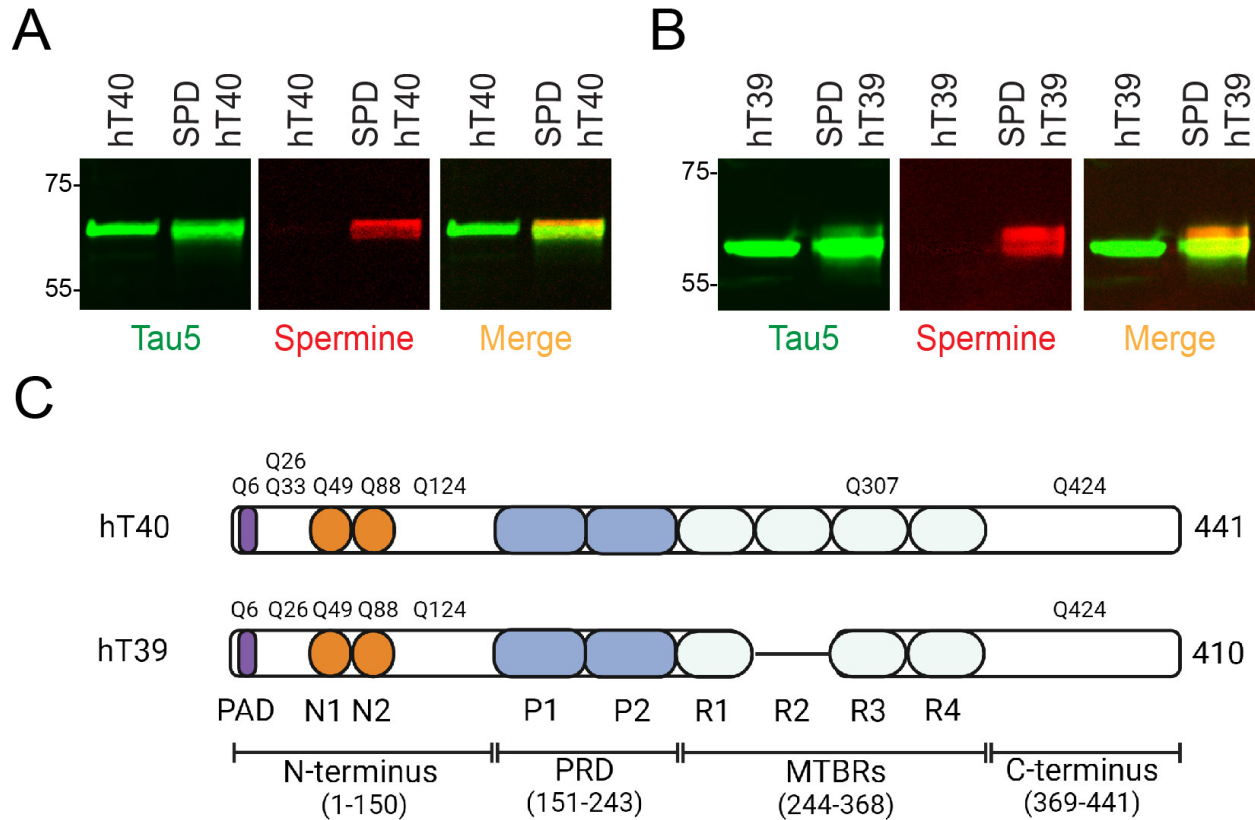 A
hT40
SPD
hT40
hT40
SPD
hT40
hT40
SPD
hT40
75-
55-
Tau5
Spermine
Merge
B
hT39
SPD
hT39
hT39
SPD
hT39
hT39
SPD
hT39
75-
55-
Tau5
Spermine
Merge
C
Q26
Q6 Q33 Q49 Q88 Q124 Q307 Q424
hT40 441
Q6 Q26 Q49 Q88 Q124 Q424
hT39 410
PAD N1 N2 P1 P2 R1 R2 R3 R4
N-terminus PRD MTBRs C-terminus
(1-150) (151-243) (244-368) (369-441)